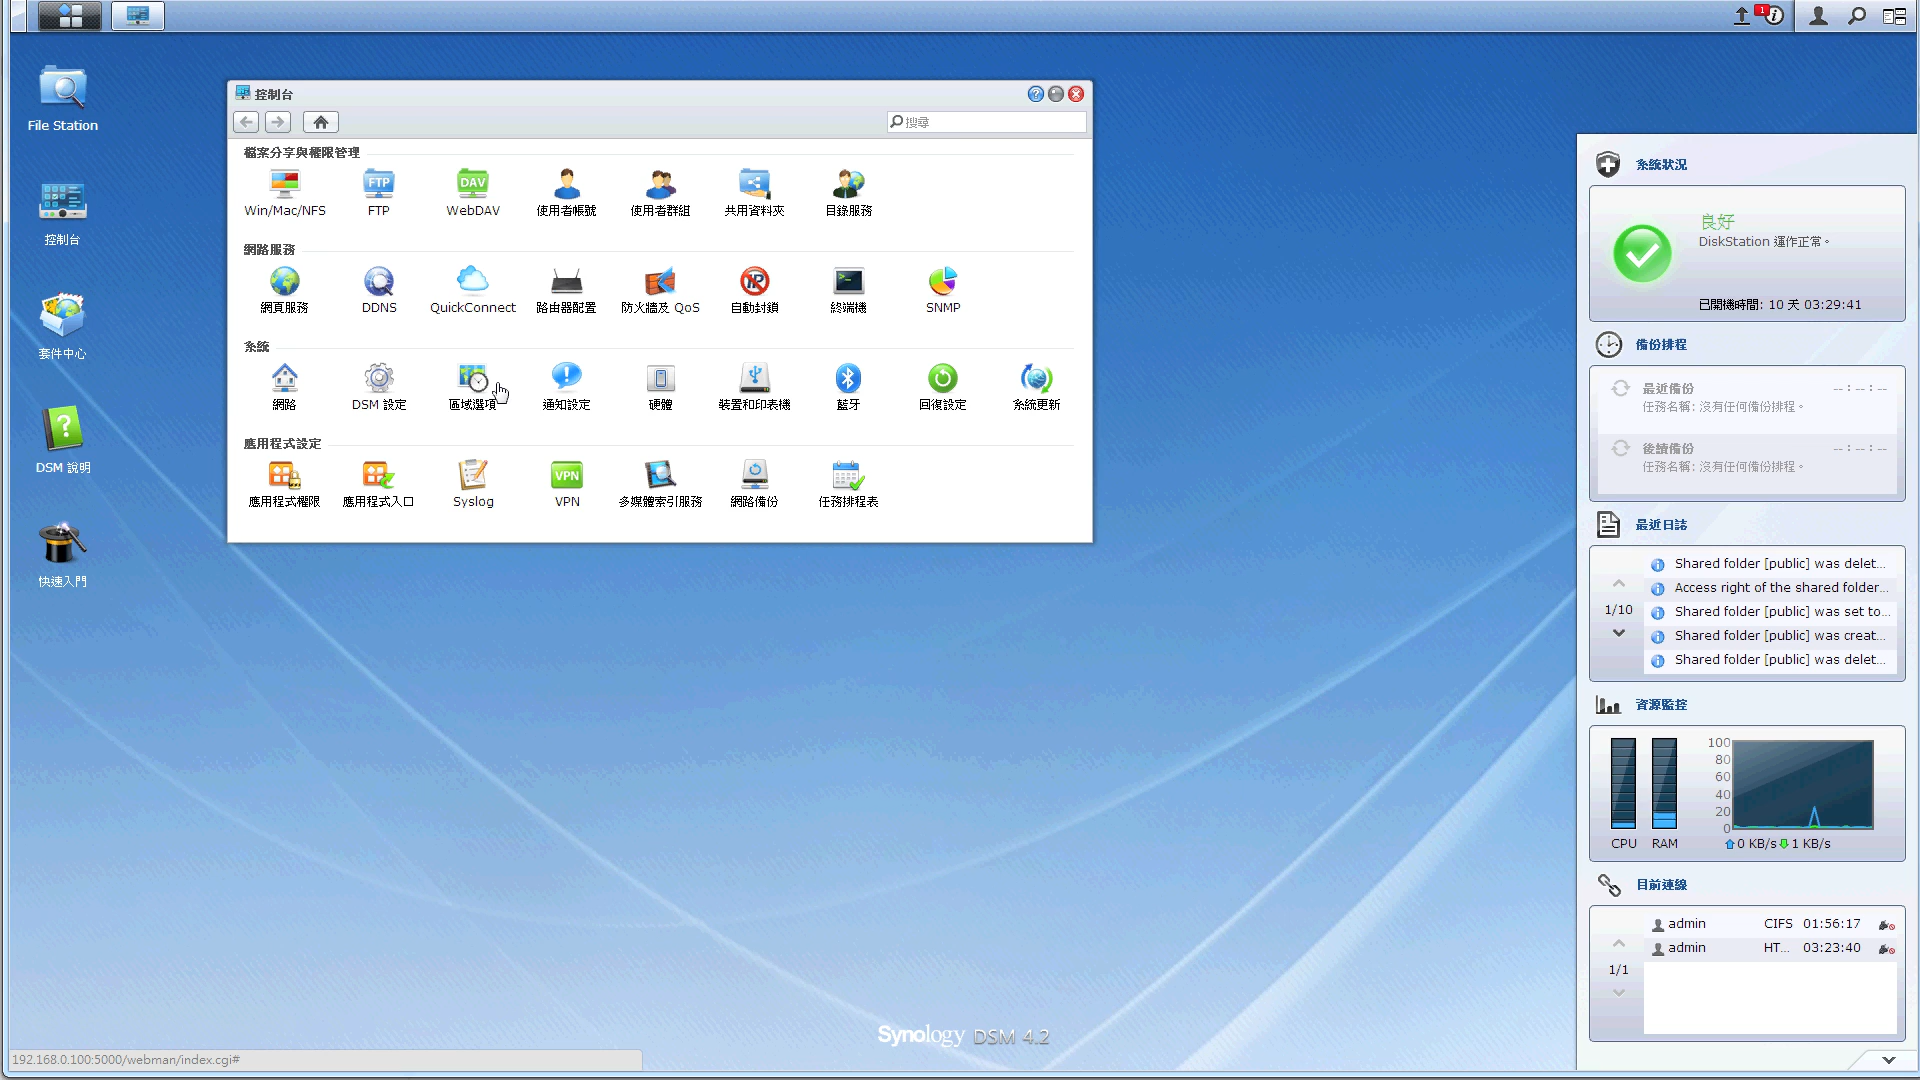 1
File Station
控制台
套件中心
DSM 說明
快速入門
控制台
搜尋
檔案分享與權限管理
Win/Mac/NFS
FTP
FTP
DAV
WebDAV
使用者帳號
使用者群組
共用資料夾
目錄服務
網路服務
網頁服務
DDNS
QuickConnect
路由器配置
防火牆及 QoS
IP
自動封鎖
終端機
SNMP
系統
網路
DSM 設定
區域選項
通知設定
硬體
裝置和印表機
藍牙
回復設定
系統更新
應用程式設定
應用程式權限
應用程式入口
Syslog
VPN
VPN
多媒體索引服務
網路備份
任務排程表
系統狀況
良好
DiskStation 運作正常。
已開機時間: 10 天 03:29:41
備份排程
最近備份 -- : -- : --
任務名稱: 沒有任何備份排程。
後續備份 -- : -- : --
任務名稱: 沒有任何備份排程。
最近日誌
Shared folder [public] was delet...
Access right of the shared folder...
1/10
Shared folder [public] was set to...
Shared folder [public] was creat...
Shared folder [public] was delet...
資源監控
100
80
60
40
20
0
CPU RAM 0 KB/s 1 KB/s
目前連線
admin CIFS 01:56:17
admin HT... 03:23:40
1/1
Synology DSM 4.2
192.168.0.100:5000/webman/index.cgi#